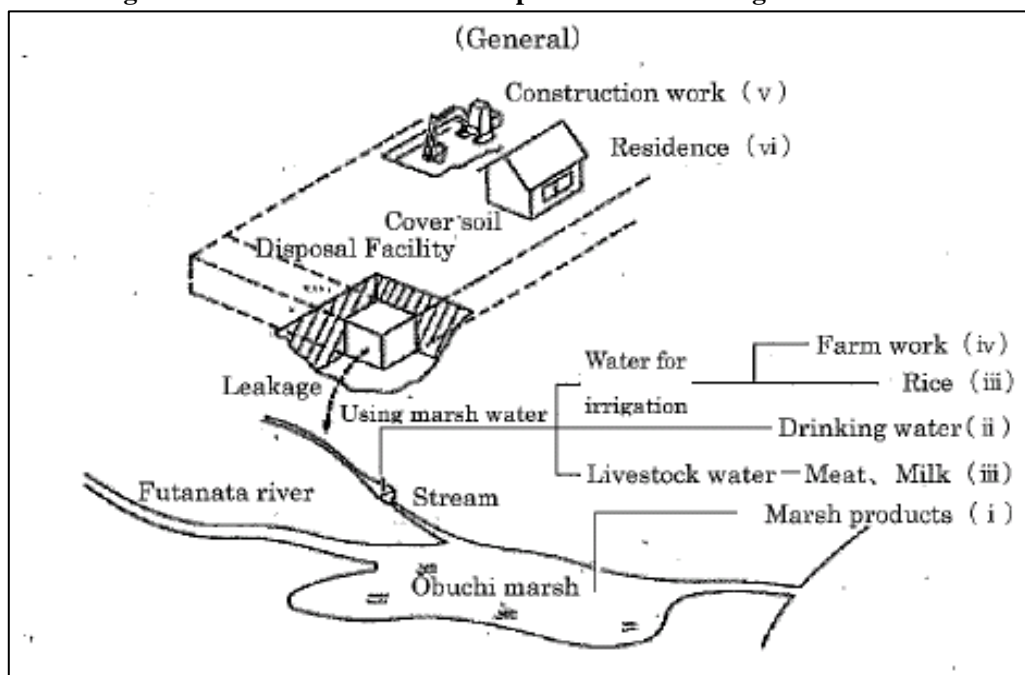 (General)
Construction work (v)
Residence (vi)
Cover soil
Disposal Facility
Leakage
Using marsh water
Water for
irrigation
Farm work (iv)
Rice (iii)
Drinking water (ii)
Livestock water－Meat、Milk (iii)
Marsh products (i)
Futanata river
Stream
Obuchi marsh